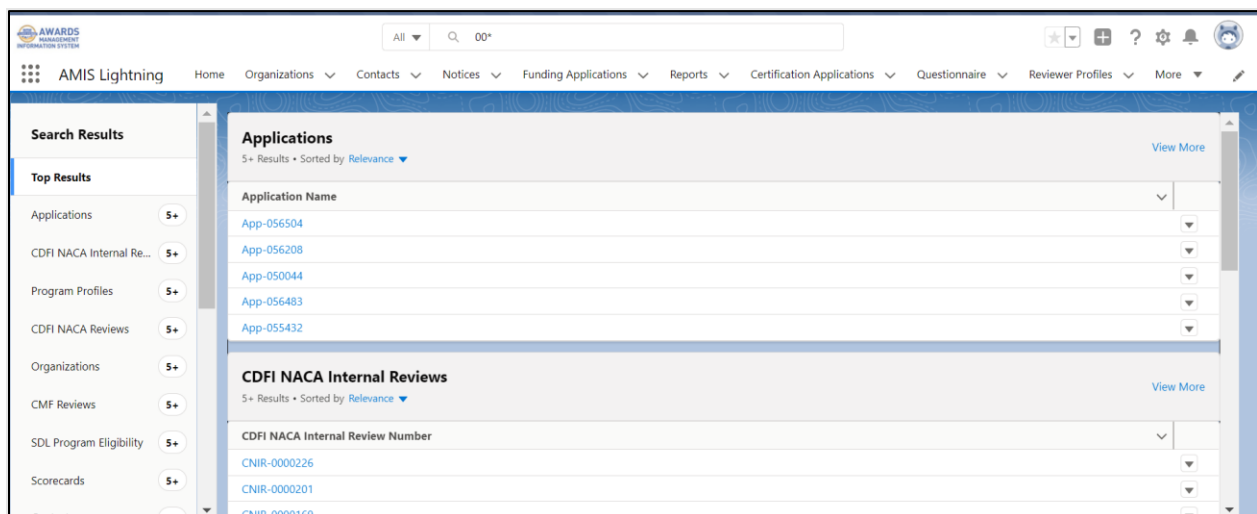 AWARDS
MANAGEMENT
INFORMATION SYSTEM
All 00*
AMIS Lightning Home Organizations Contacts Notices Funding Applications Reports Certification Applications Questionnaire Reviewer Profiles More
Search Results
Top Results
Applications 5+
CDFI NACA Internal Re... 5+
Program Profiles 5+
CDFI NACA Reviews 5+
Organizations 5+
CMF Reviews 5+
SDL Program Eligibility 5+
Scorecards 5+
Applications
5+ Results • Sorted by Relevance
View More
Application Name
App-056504
App-056208
App-050044
App-056483
App-055432
CDFI NACA Internal Reviews
5+ Results • Sorted by Relevance
View More
CDFI NACA Internal Review Number
CNIR-0000226
CNIR-0000201
CNIR-0000160